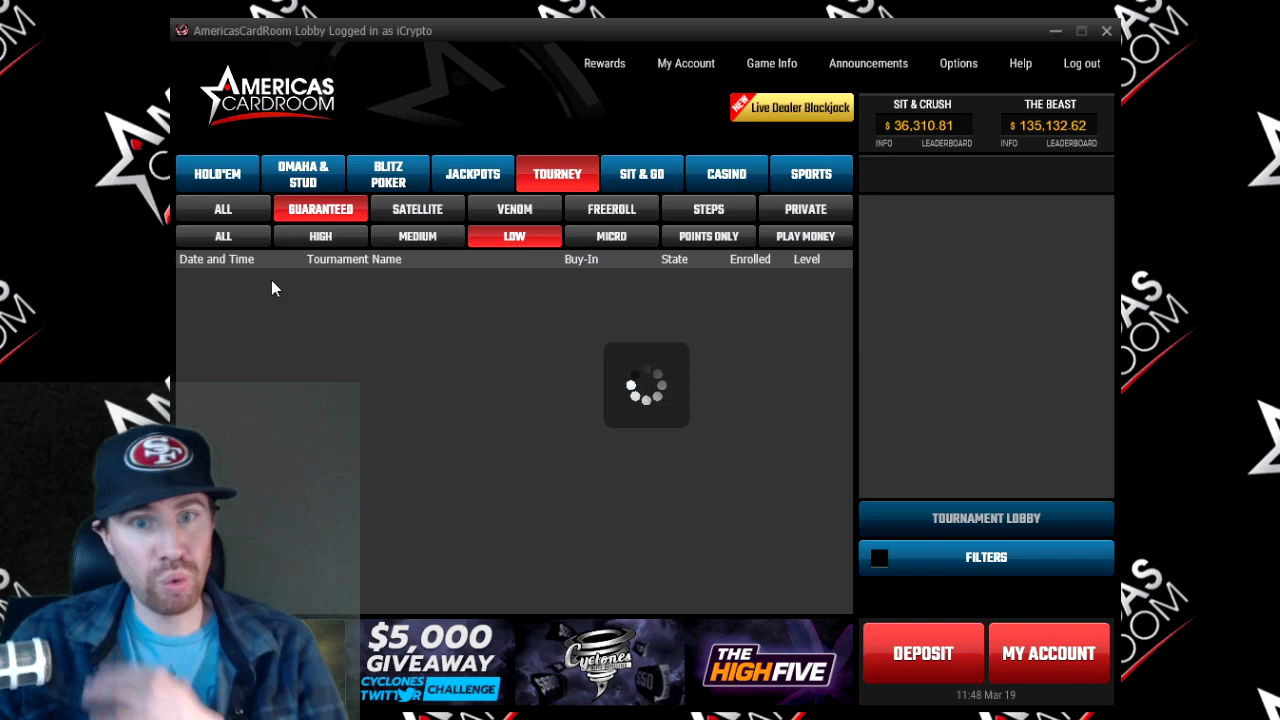 AmericasCardRoom Lobby Logged in as iCrypto
AMERICAS
CARDROOM
Rewards
My Account
Game Info
Announcements
Options
Help
Log out
NEW
Live Dealer Blackjack
SIT & CRUSH
$ 36,310.81
INFO
LEADERBOARD
THE BEAST
$ 135,132.62
INFO
LEADERBOARD
HOLD'EM
OMAHA &
STUD
BLITZ
POKER
JACKPOTS
TOURNEY
SIT & GO
CASINO
SPORTS
ALL
GUARANTEED
SATELLITE
VENOM
FREEROLL
STEPS
PRIVATE
ALL
HIGH
MEDIUM
LOW
MICRO
POINTS ONLY
PLAY MONEY
Date and Time
Tournament Name
Buy-In
State
Enrolled
Level
TOURNAMENT LOBBY
FILTERS
SF
$5,000
GIVEAWAY
CYCLONES
TWITTER
CHALLENGE
Cyclones
THE
HIGH FIVE
DEPOSIT
MY ACCOUNT
11:48 Mar 19